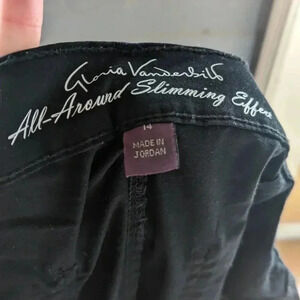 Gloria Vanderbilt
All-Around Slimming Effect
14
MADE IN
JORDAN